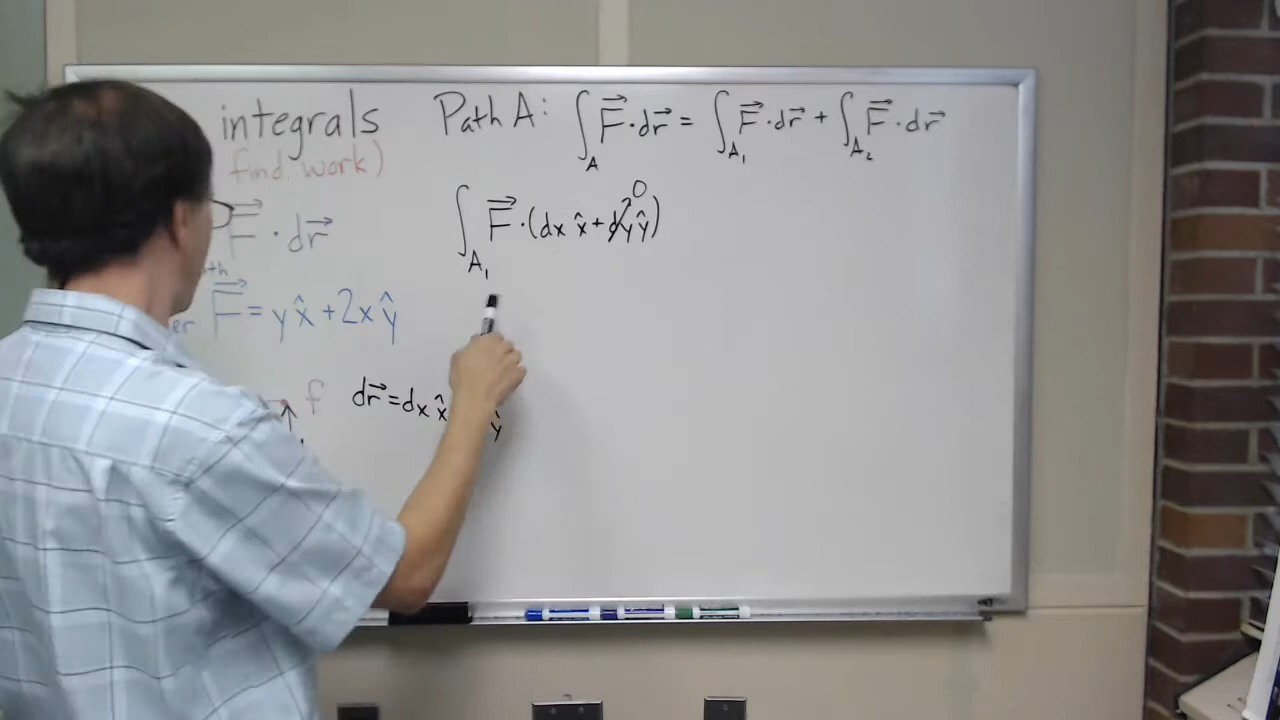 integrals
find work)
F⃗ · dr⃗
F⃗ = y x̂ + 2x ŷ
f
dr⃗ = dx x̂ ŷ
Path A: ∫_A F⃗ · dr⃗ = ∫_A₁ F⃗ · dr⃗ + ∫_A₂ F⃗ · dr⃗
∫_A₁ F⃗ · (dx x̂ + dy ŷ) 0